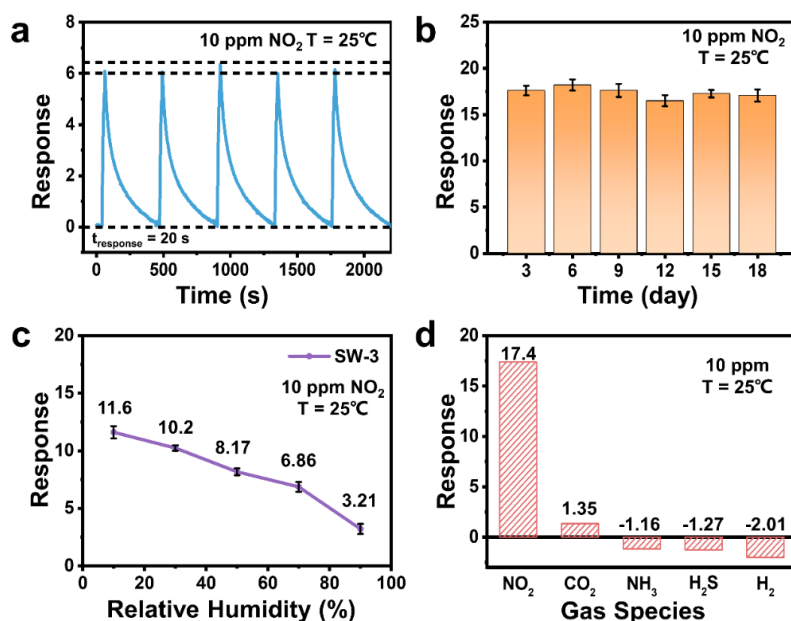 a
10 ppm NO₂ T = 25℃
8
6
4
2
0
Response
t_response = 20 s
0 500 1000 1500 2000
Time (s)
b
10 ppm NO₂
T = 25℃
25
20
15
10
5
0
Response
3 6 9 12 15 18
Time (day)
c
SW-3
10 ppm NO₂
T = 25℃
20
15
10
5
0
Response
11.6
10.2
8.17
6.86
3.21
0 20 40 60 80 100
Relative Humidity (%)
d
10 ppm
T = 25℃
20
15
10
5
0
Response
17.4
1.35
-1.16
-1.27
-2.01
NO₂ CO₂ NH₃ H₂S H₂
Gas Species